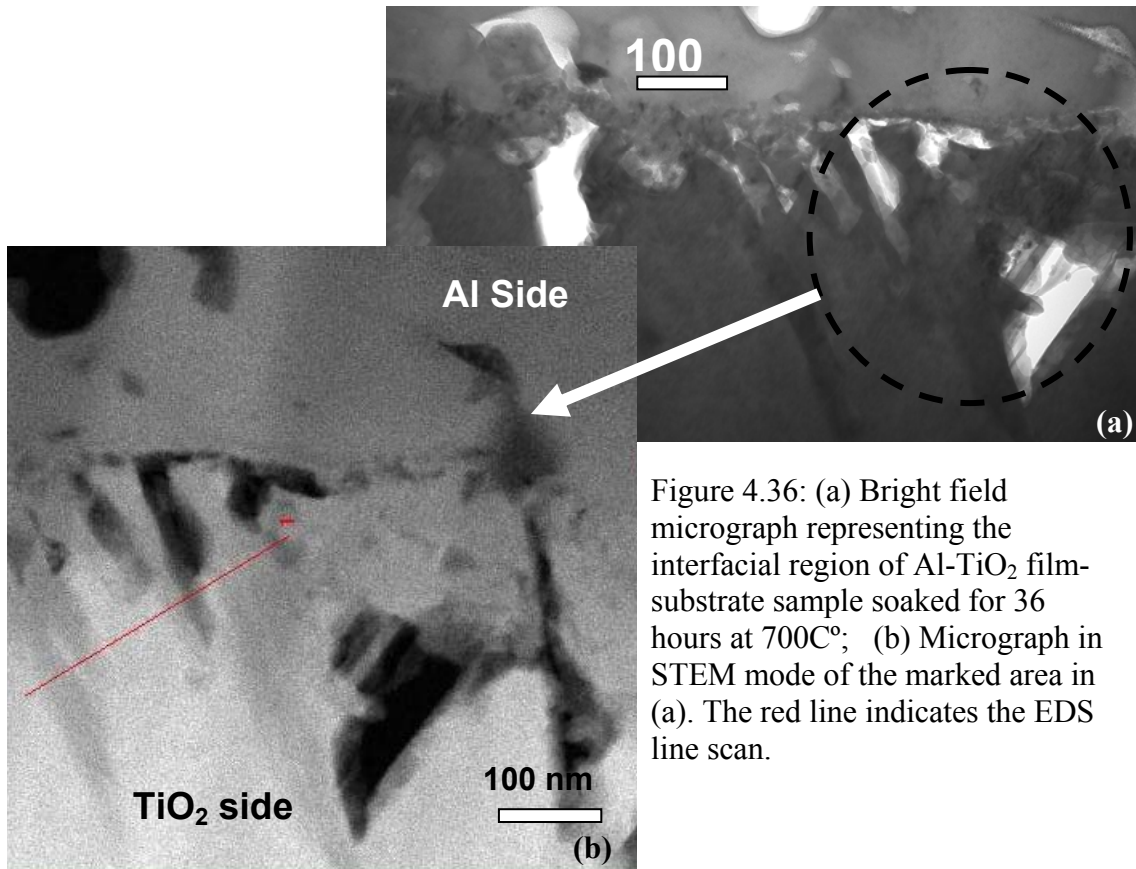 100
(a)
Al Side
TiO₂ side
100 nm
(b)
Figure 4.36: (a) Bright field
micrograph representing the
interfacial region of Al-TiO₂ film-
substrate sample soaked for 36
hours at 700Cº;   (b) Micrograph in
STEM mode of the marked area in
(a). The red line indicates the EDS
line scan.